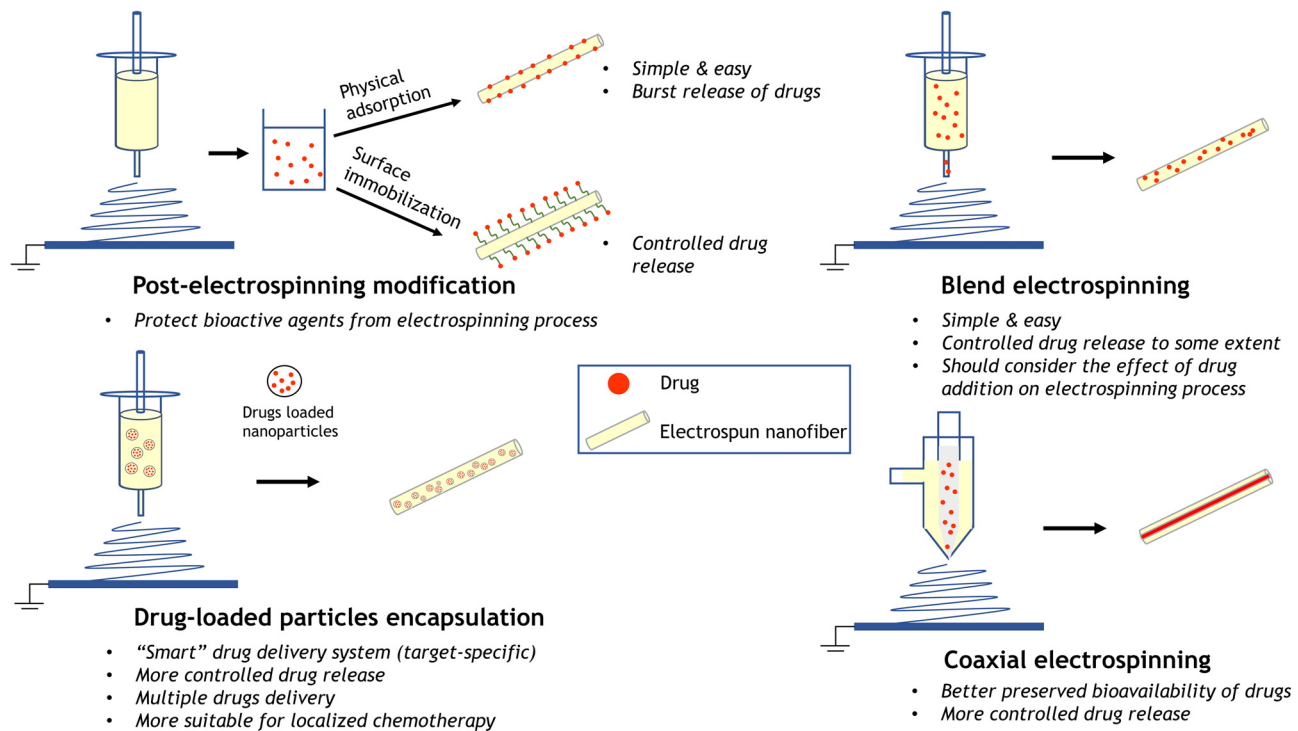 Physical
adsorption
• Simple & easy
• Burst release of drugs
Surface
immobilization
• Controlled drug
release
Post-electrospinning modification
• Protect bioactive agents from electrospinning process
Blend electrospinning
• Simple & easy
• Controlled drug release to some extent
• Should consider the effect of drug
addition on electrospinning process
Drugs loaded
nanoparticles
Drug
Electrospun nanofiber
Drug-loaded particles encapsulation
• “Smart” drug delivery system (target-specific)
• More controlled drug release
• Multiple drugs delivery
• More suitable for localized chemotherapy
Coaxial electrospinning
• Better preserved bioavailability of drugs
• More controlled drug release